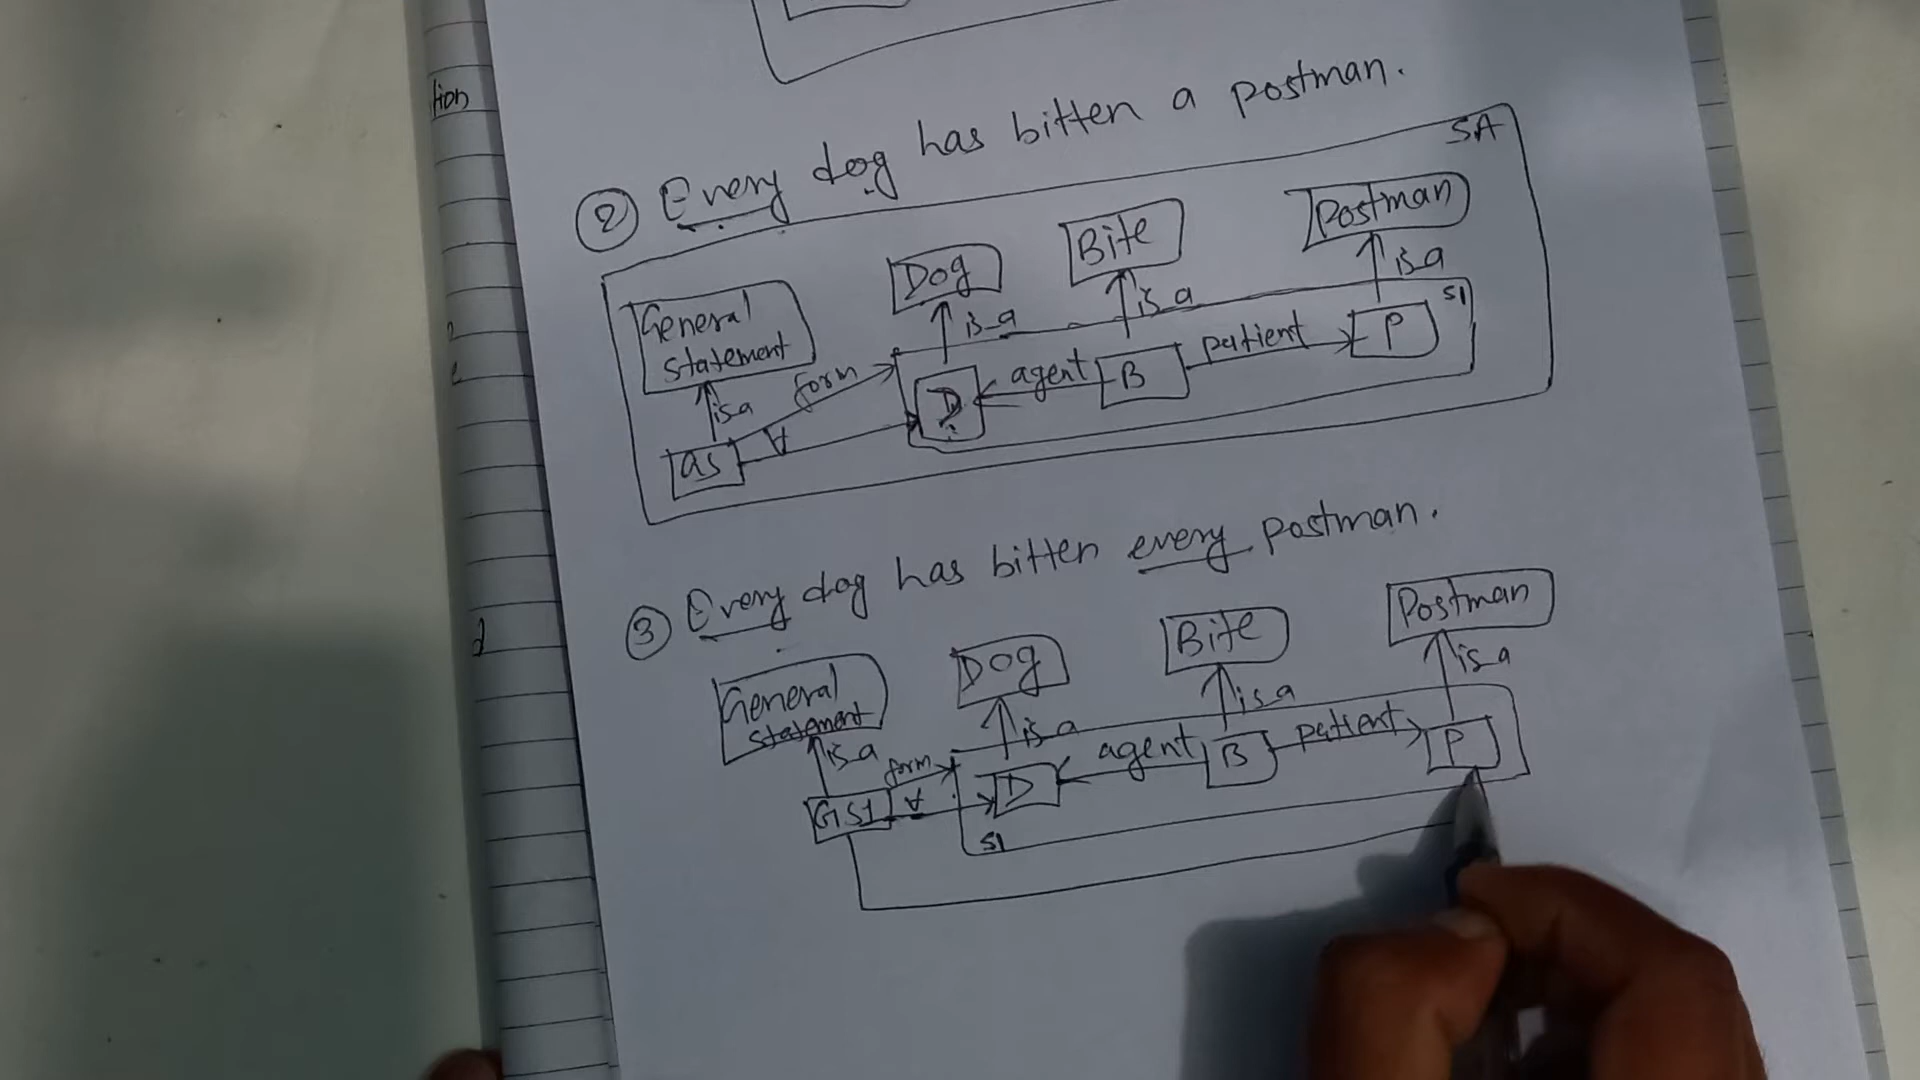 tion
② Every dog has bitten a postman.
SA
Dog Bite Postman
General
statement
is-a is-a is-a
S1
is-a form D agent B patient P
∀
GS
③ Every dog has bitten every postman.
General
statement
Dog Bite Postman
is-a is-a is-a is-a
form D agent B patient P
GS1 ∀
S1
d